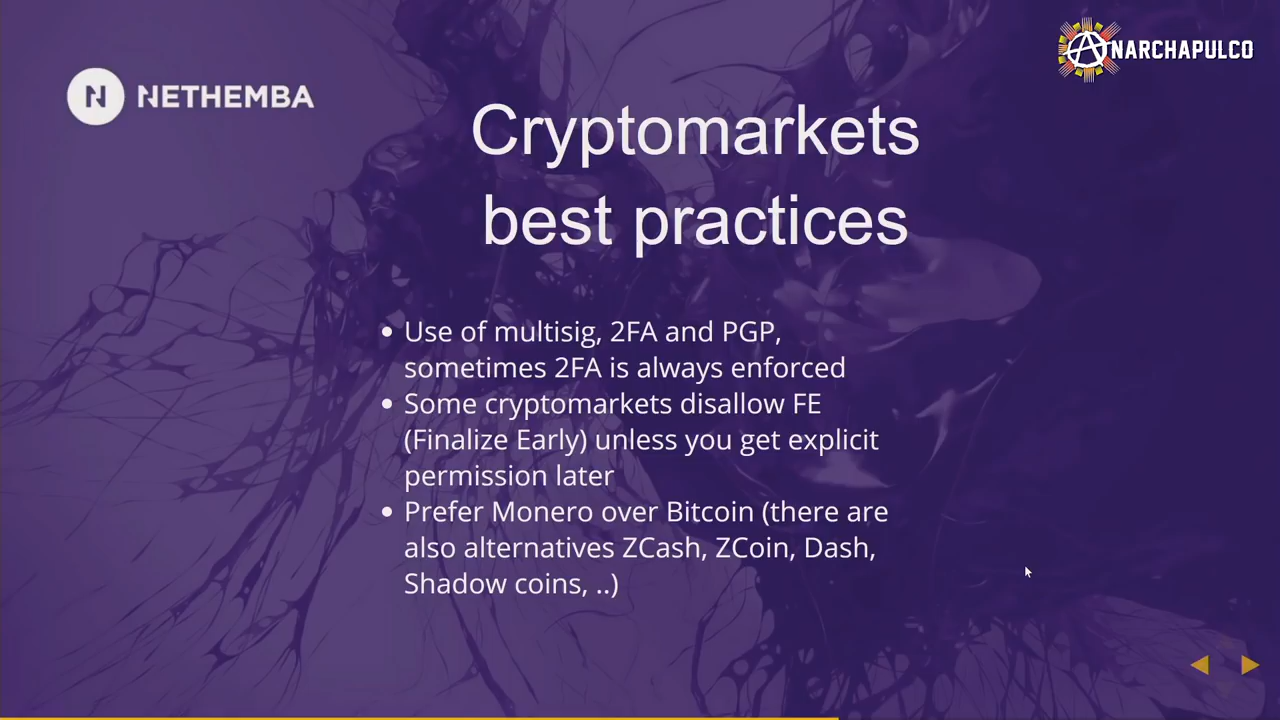 NETHEMBA
ANARCHAPULCO
Cryptomarkets
best practices
• Use of multisig, 2FA and PGP,
sometimes 2FA is always enforced
• Some cryptomarkets disallow FE
(Finalize Early) unless you get explicit
permission later
• Prefer Monero over Bitcoin (there are
also alternatives ZCash, ZCoin, Dash,
Shadow coins, ..)